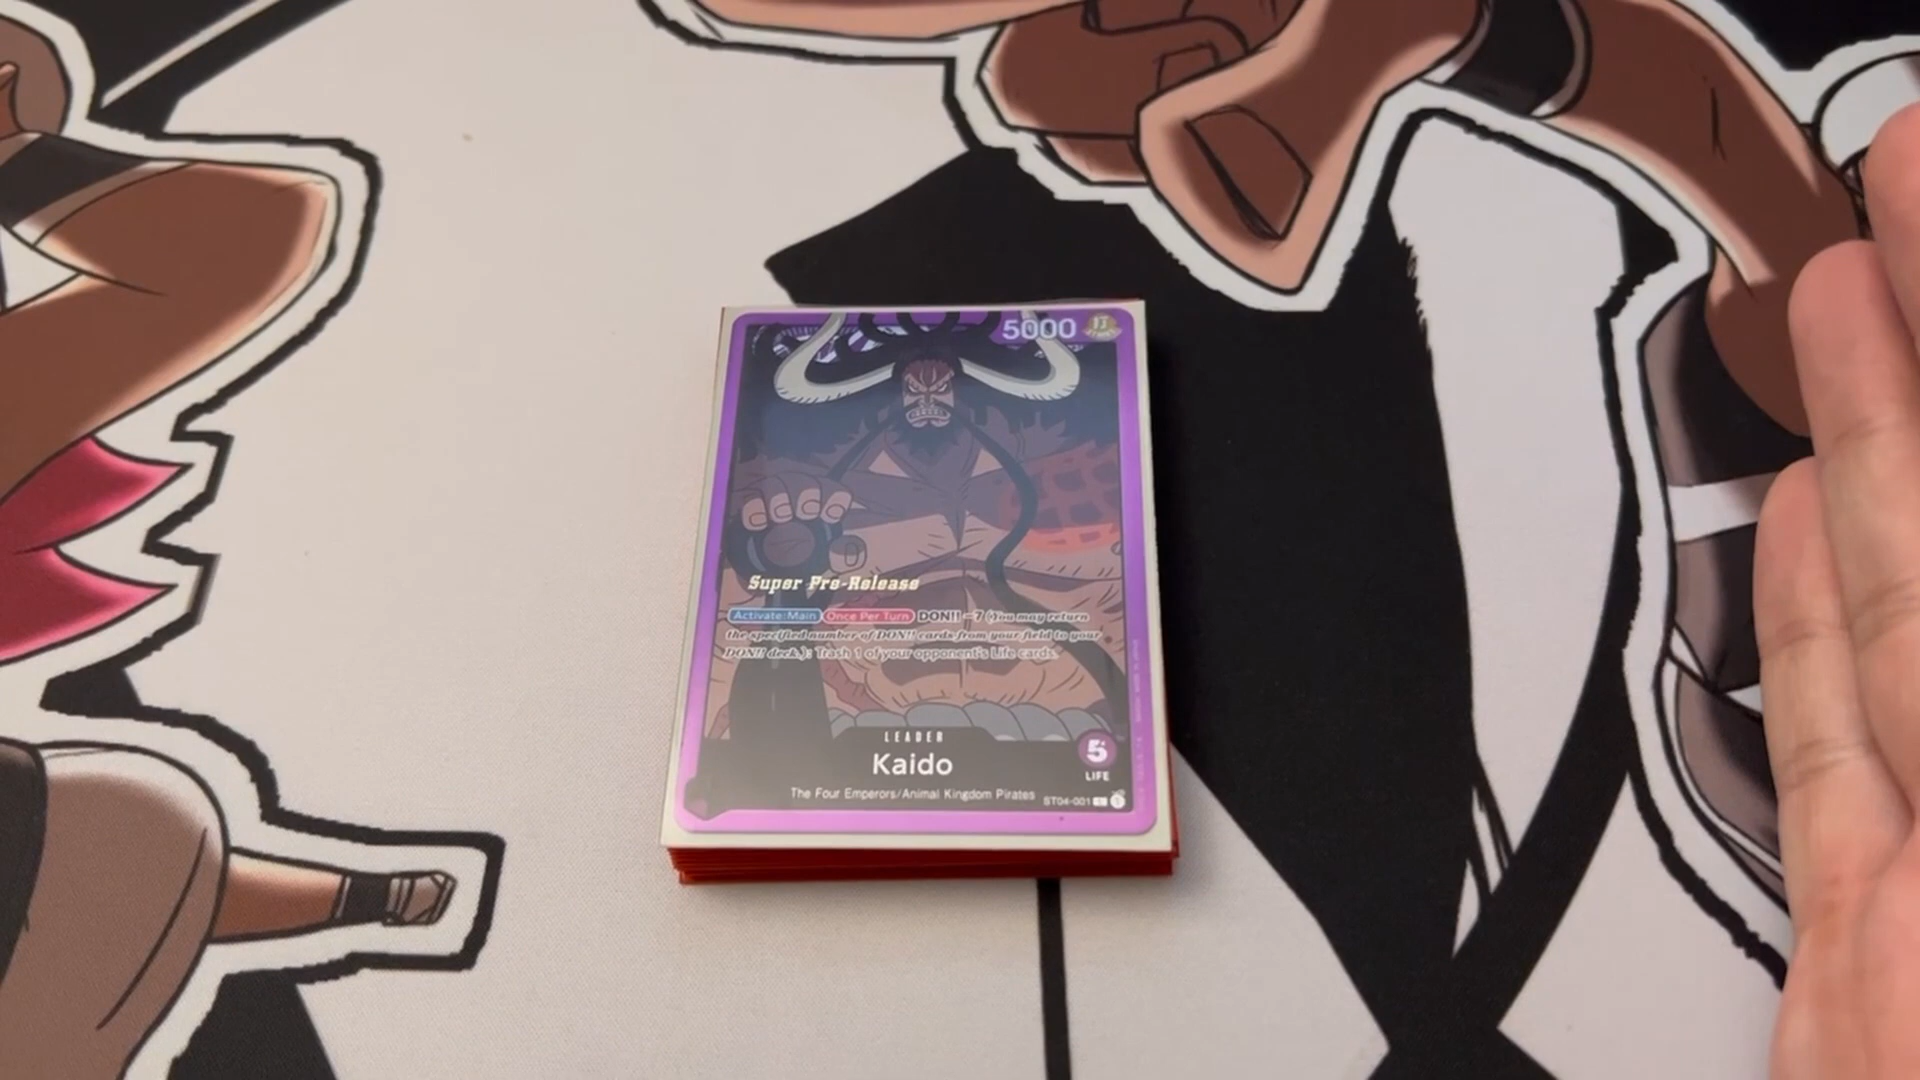 5000
Super Pre-Release
Activate: Main Once Per Turn DON!! −7 (You may return
the specified number of DON!! cards from your field to your
DON!! deck.): Trash 1 of your opponent's Life cards.
LEADER
Kaido
5
LIFE
The Four Emperors/Animal Kingdom Pirates
ST04-001 L